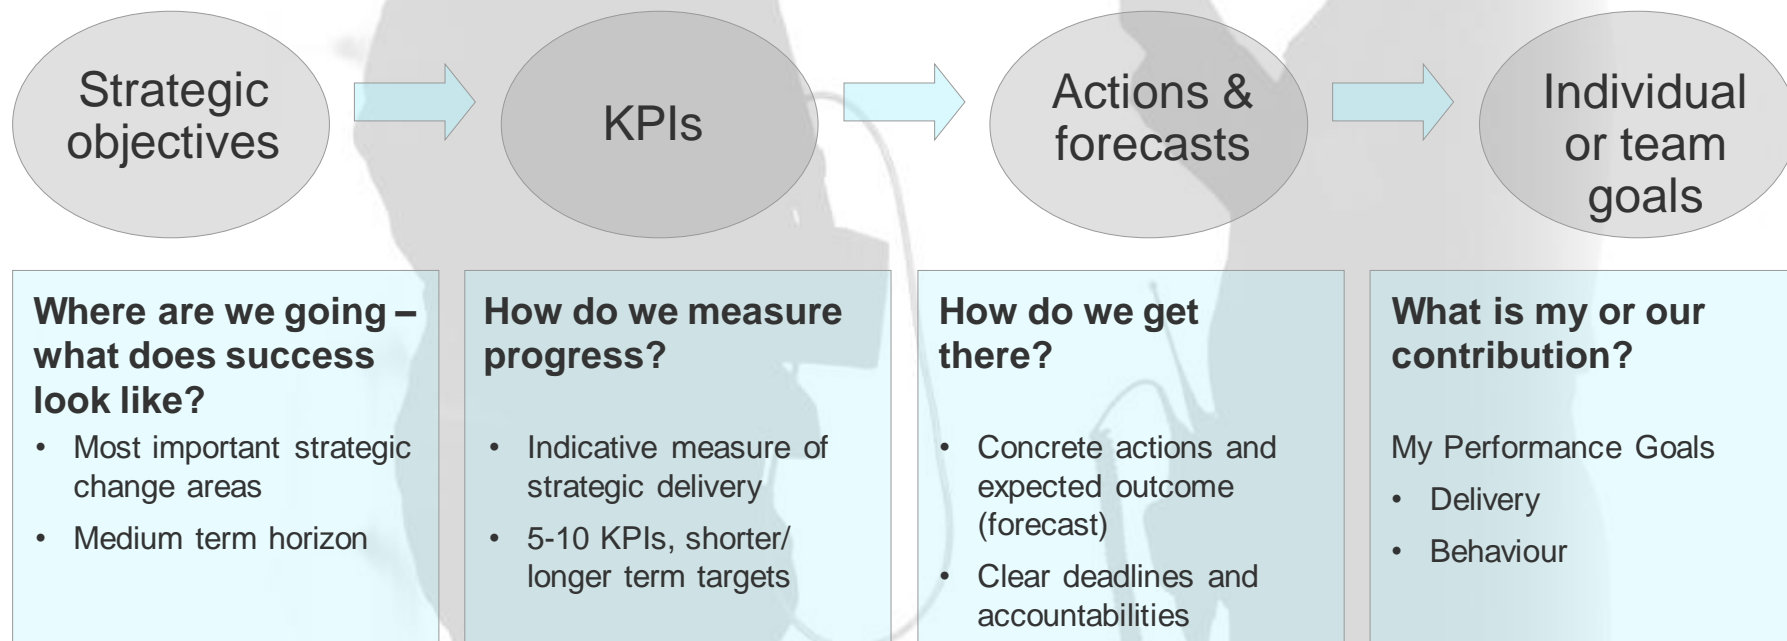 Strategic
objectives
KPIs
Actions &
forecasts
Individual
or team
goals
Where are we going –
what does success
look like?
• Most important strategic
change areas
• Medium term horizon
How do we measure
progress?
• Indicative measure of
strategic delivery
• 5-10 KPIs, shorter/
longer term targets
How do we get
there?
• Concrete actions and
expected outcome
(forecast)
• Clear deadlines and
accountabilities
What is my or our
contribution?
My Performance Goals
• Delivery
• Behaviour